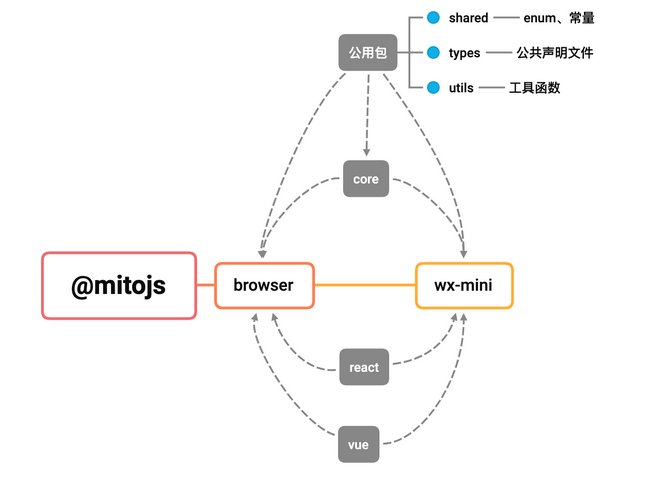 shared
enum、常量
公用包
types
公共声明文件
utils
工具函数
core
@mitojs
browser
wx-mini
react
vue